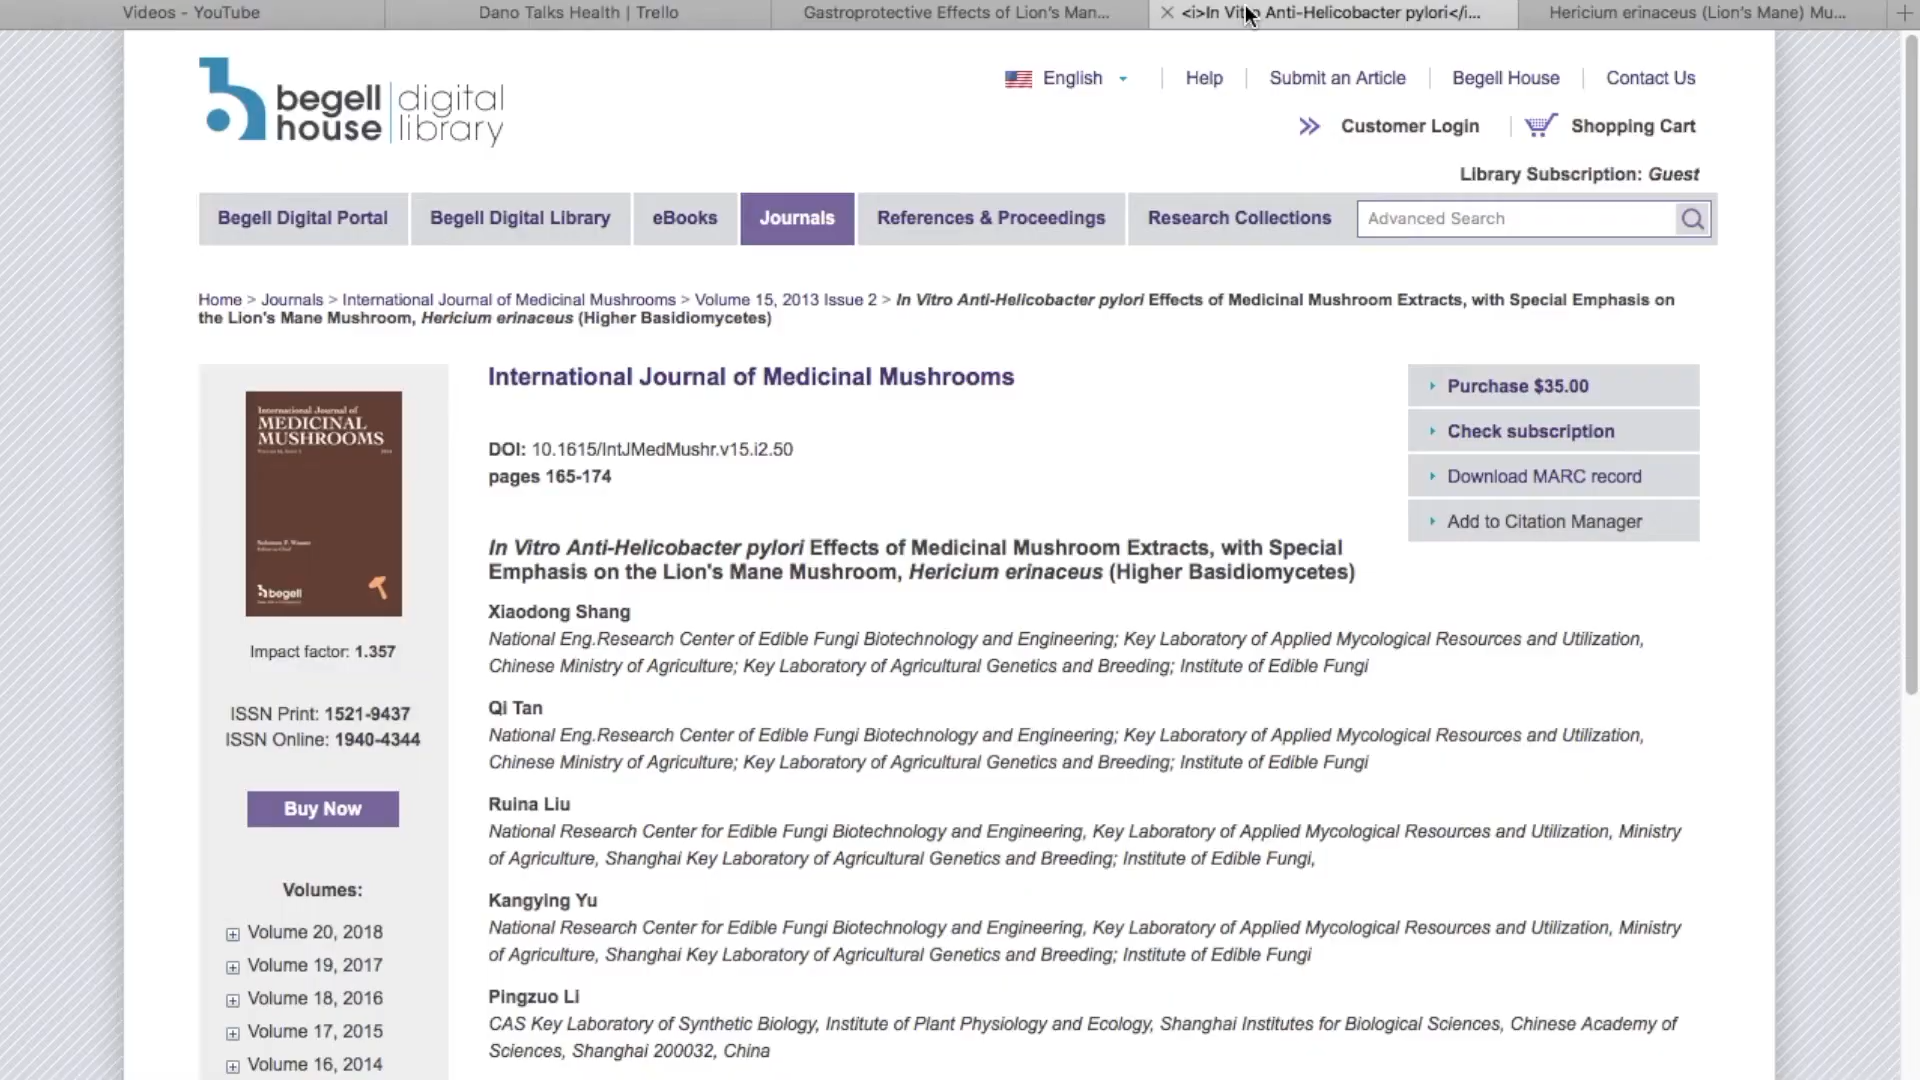 Videos - YouTube
Dano Talks Health | Trello
Gastroprotective Effects of Lion's Man...
<i>In Vitro Anti-Helicobacter pylori</i...
Hericium erinaceus (Lion's Mane) Mu...
begell house digital library
English
Help
Submit an Article
Begell House
Contact Us
Customer Login
Shopping Cart
Library Subscription: Guest
Begell Digital Portal
Begell Digital Library
eBooks
Journals
References & Proceedings
Research Collections
Advanced Search
Home > Journals > International Journal of Medicinal Mushrooms > Volume 15, 2013 Issue 2 > In Vitro Anti-Helicobacter pylori Effects of Medicinal Mushroom Extracts, with Special Emphasis on
the Lion's Mane Mushroom, Hericium erinaceus (Higher Basidiomycetes)
International Journal of
MEDICINAL
MUSHROOMS
begell
Impact factor: 1.357
ISSN Print: 1521-9437
ISSN Online: 1940-4344
Buy Now
Volumes:
Volume 20, 2018
Volume 19, 2017
Volume 18, 2016
Volume 17, 2015
Volume 16, 2014
International Journal of Medicinal Mushrooms
DOI: 10.1615/IntJMedMushr.v15.i2.50
pages 165-174
In Vitro Anti-Helicobacter pylori Effects of Medicinal Mushroom Extracts, with Special
Emphasis on the Lion's Mane Mushroom, Hericium erinaceus (Higher Basidiomycetes)
Xiaodong Shang
National Eng.Research Center of Edible Fungi Biotechnology and Engineering; Key Laboratory of Applied Mycological Resources and Utilization,
Chinese Ministry of Agriculture; Key Laboratory of Agricultural Genetics and Breeding; Institute of Edible Fungi
Qi Tan
National Eng.Research Center of Edible Fungi Biotechnology and Engineering; Key Laboratory of Applied Mycological Resources and Utilization,
Chinese Ministry of Agriculture; Key Laboratory of Agricultural Genetics and Breeding; Institute of Edible Fungi
Ruina Liu
National Research Center for Edible Fungi Biotechnology and Engineering, Key Laboratory of Applied Mycological Resources and Utilization, Ministry
of Agriculture, Shanghai Key Laboratory of Agricultural Genetics and Breeding; Institute of Edible Fungi,
Kangying Yu
National Research Center for Edible Fungi Biotechnology and Engineering, Key Laboratory of Applied Mycological Resources and Utilization, Ministry
of Agriculture, Shanghai Key Laboratory of Agricultural Genetics and Breeding; Institute of Edible Fungi
Pingzuo Li
CAS Key Laboratory of Synthetic Biology, Institute of Plant Physiology and Ecology, Shanghai Institutes for Biological Sciences, Chinese Academy of
Sciences, Shanghai 200032, China
Purchase $35.00
Check subscription
Download MARC record
Add to Citation Manager